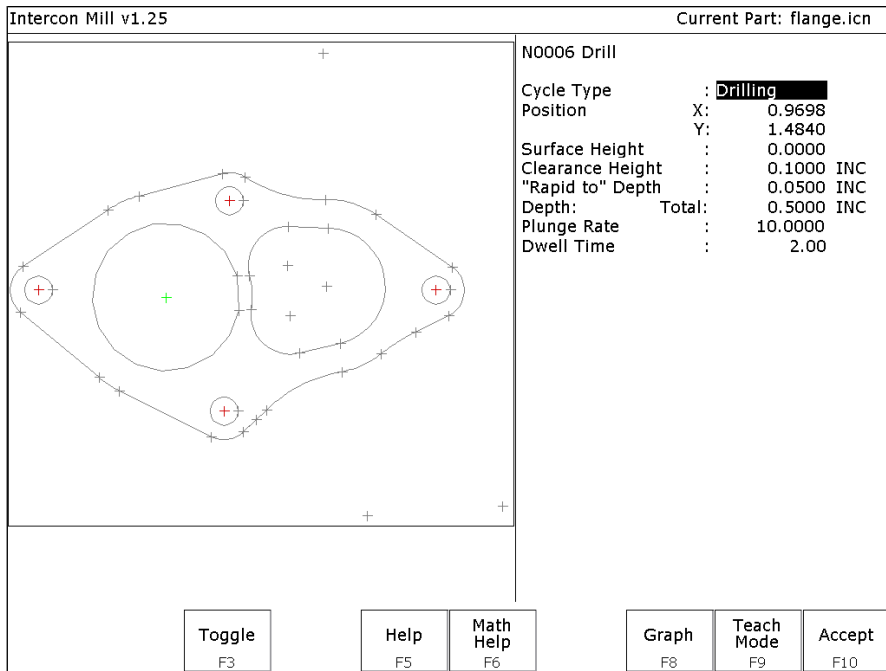 Intercon Mill v1.25
Current Part: flange.icn
N0006 Drill
Cycle Type : Drilling
Position X: 0.9698
Y: 1.4840
Surface Height : 0.0000
Clearance Height : 0.1000 INC
"Rapid to" Depth : 0.0500 INC
Depth: Total: 0.5000 INC
Plunge Rate : 10.0000
Dwell Time : 2.00
Toggle
F3
Help
F5
Math
Help
F6
Graph
F8
Teach
Mode
F9
Accept
F10